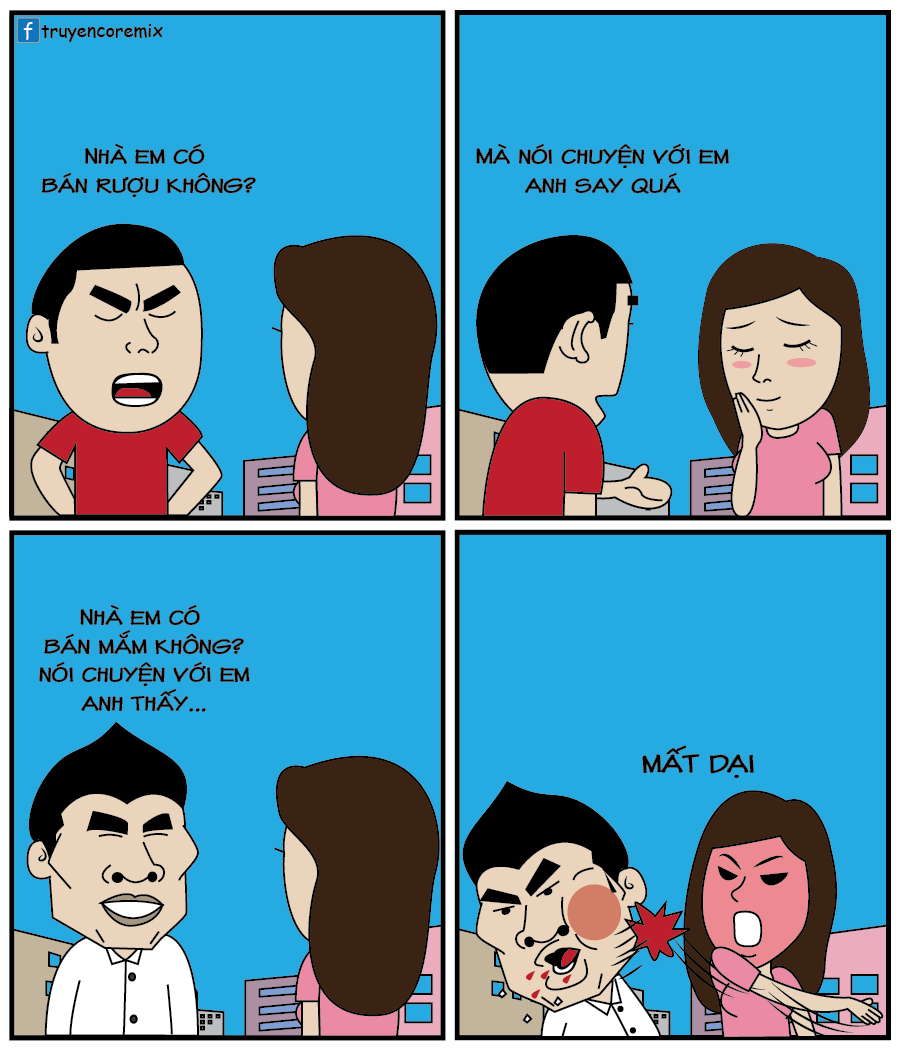 truyencoremix
NHÀ EM CÓ
BÁN RƯỢU KHÔNG?
MÀ NÓI CHUYỆN VỚI EM
ANH SAY QUÁ
NHÀ EM CÓ
BÁN MẮM KHÔNG?
NÓI CHUYỆN VỚI EM
ANH THẤY...
MẤT DẠI